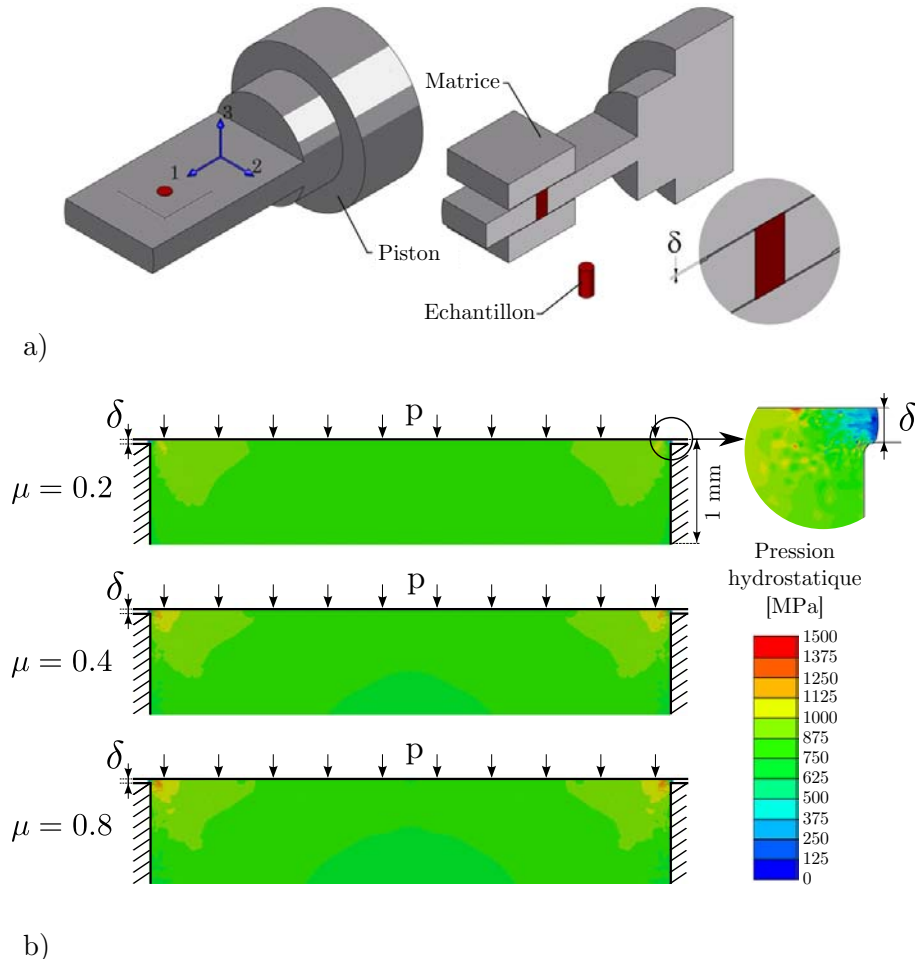 Matrice
3
1
2
δ
Piston
Echantillon
a)
δ
p
δ
μ = 0.2
1 mm
Pression
hydrostatique
[MPa]
δ
p
μ = 0.4
1500
1375
1250
1125
1000
875
750
625
500
375
250
125
0
δ
p
μ = 0.8
b)